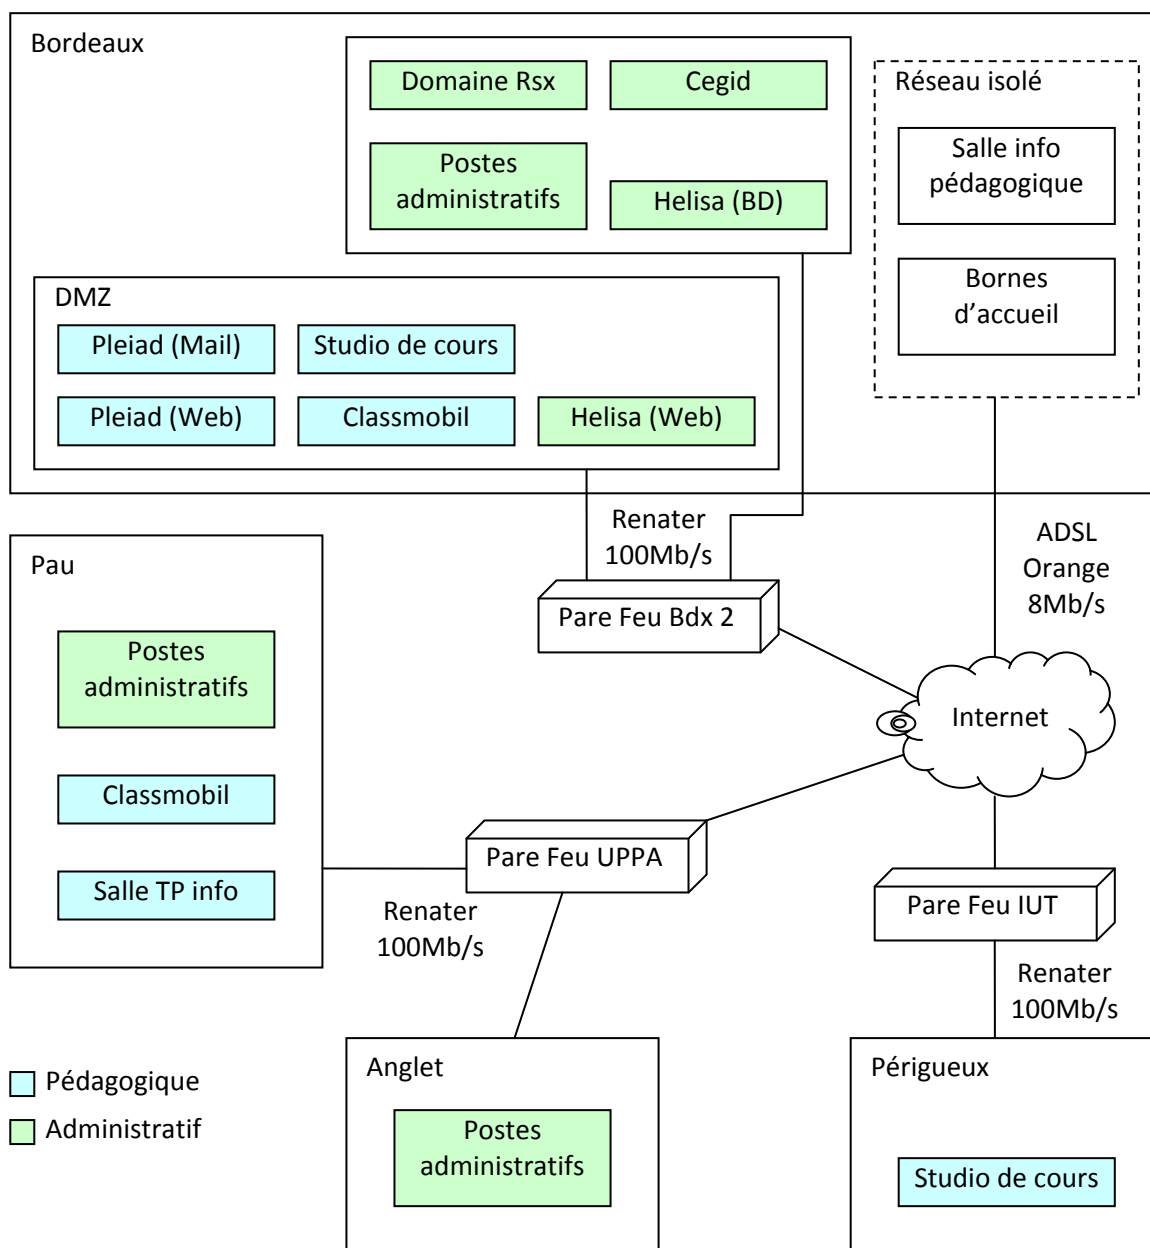 Bordeaux
Domaine Rsx
Cegid
Postes
administratifs
Helisa (BD)
Réseau isolé
Salle info
pédagogique
Bornes
d’accueil
DMZ
Pleiad (Mail)
Studio de cours
Pleiad (Web)
Classmobil
Helisa (Web)
Renater
100Mb/s
ADSL
Orange
8Mb/s
Pare Feu Bdx 2
Internet
Pau
Postes
administratifs
Classmobil
Salle TP info
Pare Feu UPPA
Renater
100Mb/s
Pare Feu IUT
Renater
100Mb/s
Pédagogique
Administratif
Anglet
Postes
administratifs
Périgueux
Studio de cours